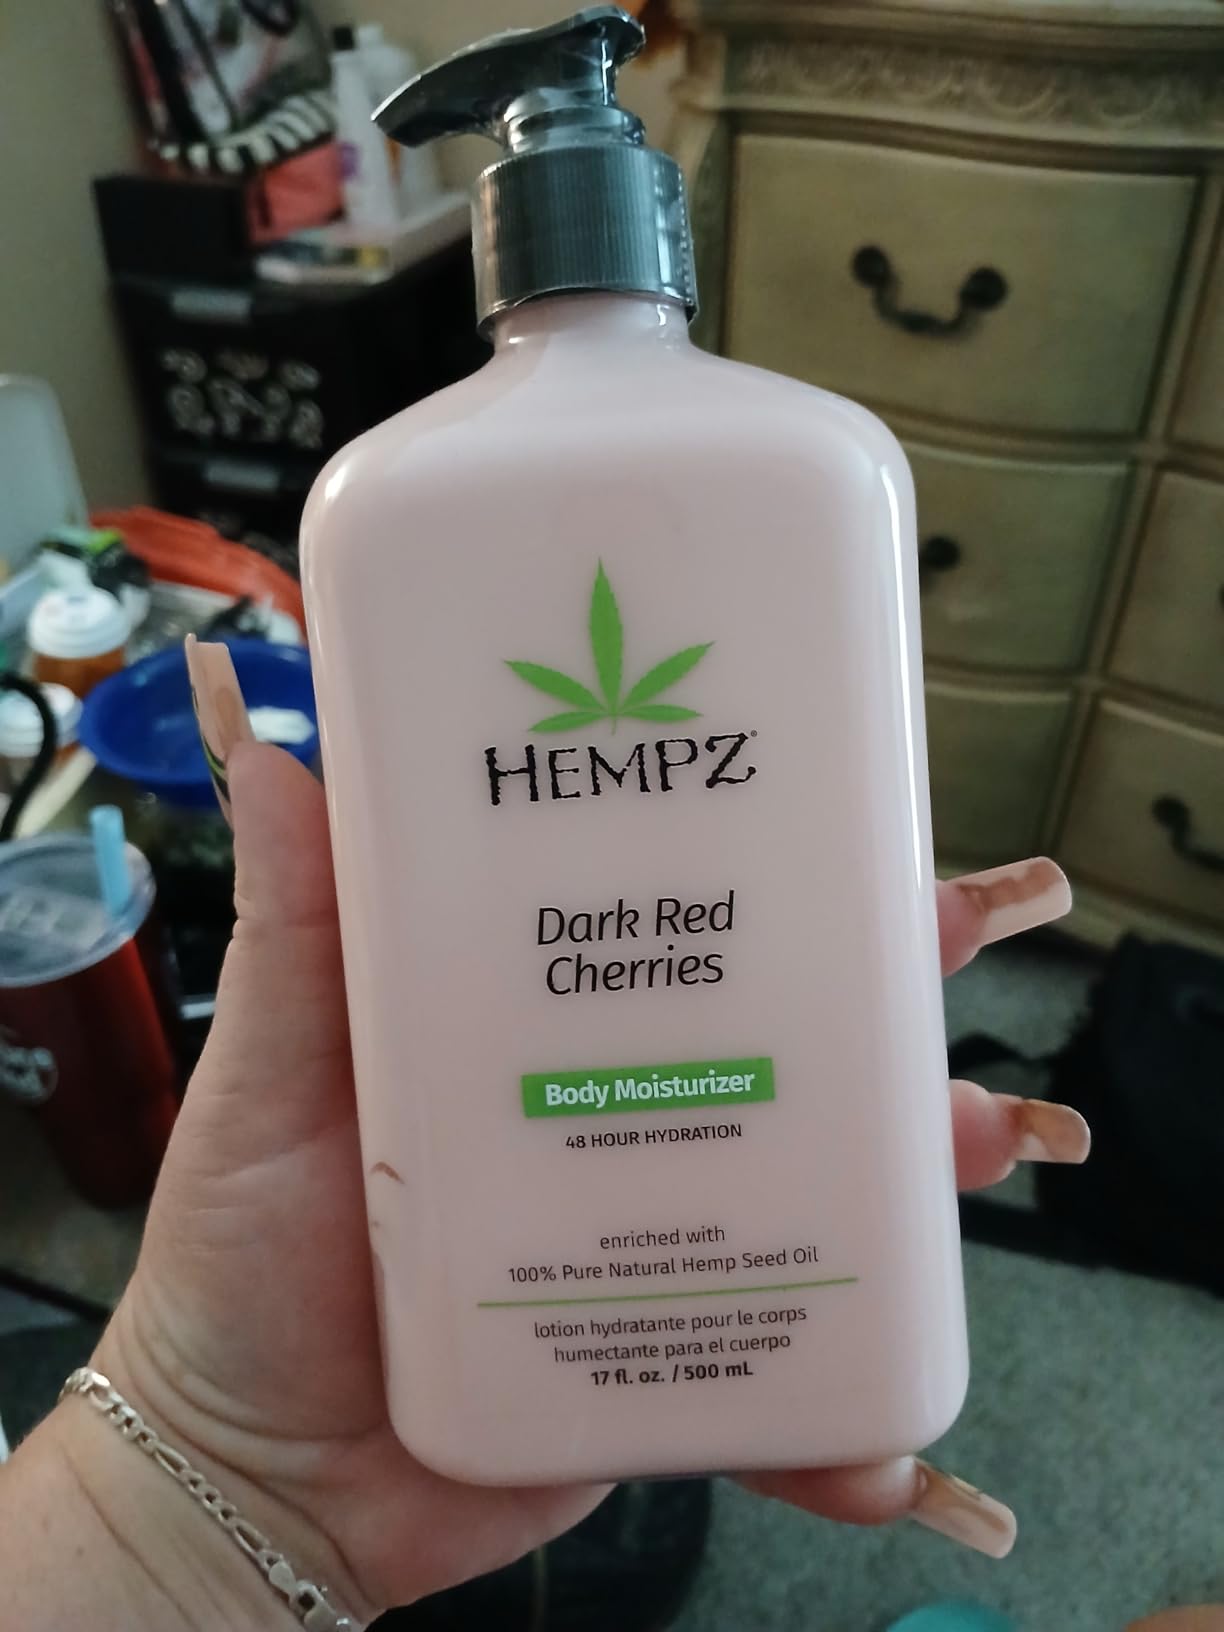 HEMPZ®
Dark Red
Cherries
Body Moisturizer
48 HOUR HYDRATION
enriched with
100% Pure Natural Hemp Seed Oil
lotion hydratante pour le corps
humectante para el cuerpo
17 fl. oz. / 500 mL